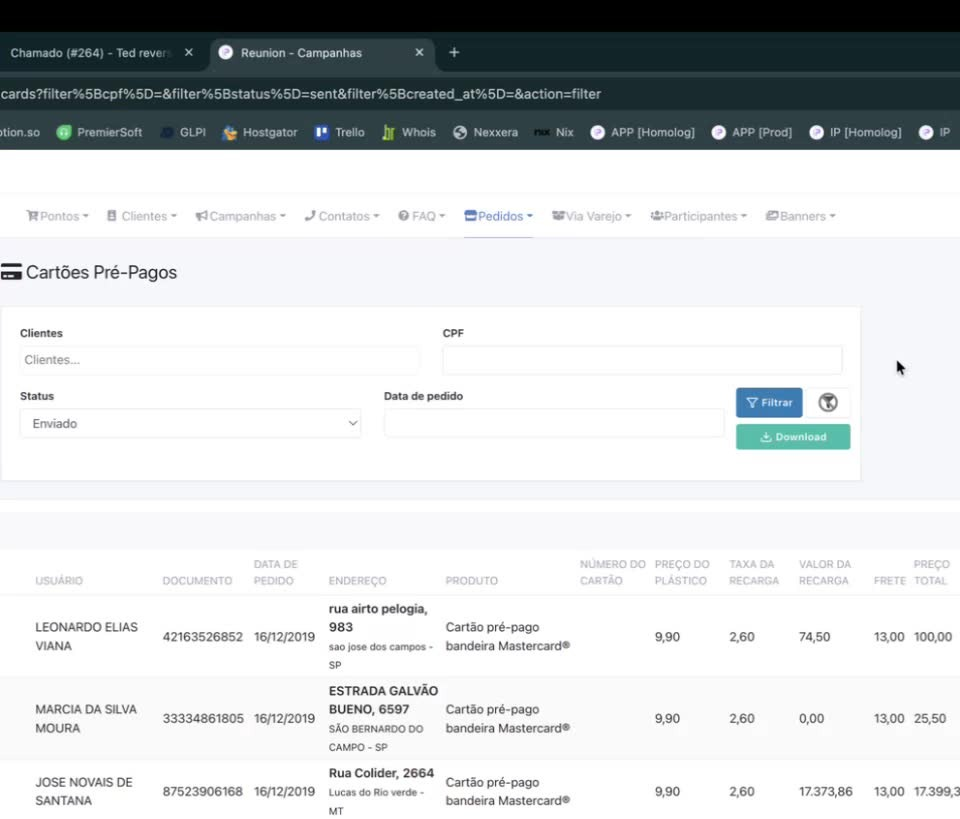 Chamado (#264) - Ted rever
Reunion - Campanhas
cards?filter%5Bcpf%5D=&filter%5Bstatus%5D=sent&filter%5Bcreated_at%5D=&action=filter
otion.so PremierSoft GLPI Hostgator Trello Whois Nexxera Nix APP [Homolog] APP [Prod] IP [Homolog] IP
Pontos Clientes Campanhas Contatos FAQ Pedidos Via Varejo Participantes Banners
Cartões Pré-Pagos
Clientes
CPF
Clientes...
Status
Data de pedido
Enviado
Filtrar
Download
USUÁRIO DOCUMENTO DATA DE PEDIDO ENDEREÇO PRODUTO NÚMERO DO CARTÃO PREÇO DO PLÁSTICO TAXA DA RECARGA VALOR DA RECARGA FRETE PREÇO TOTAL
LEONARDO ELIAS VIANA 42163526852 16/12/2019 rua airto pelogia, 983 sao jose dos campos - SP Cartão pré-pago bandeira Mastercard® 9,90 2,60 74,50 13,00 100,00
MARCIA DA SILVA MOURA 33334861805 16/12/2019 ESTRADA GALVÃO BUENO, 6597 SÃO BERNARDO DO CAMPO - SP Cartão pré-pago bandeira Mastercard® 9,90 2,60 0,00 13,00 25,50
JOSE NOVAIS DE SANTANA 87523906168 16/12/2019 Rua Colider, 2664 Lucas do Rio verde - MT Cartão pré-pago bandeira Mastercard® 9,90 2,60 17.373,86 13,00 17.399,3